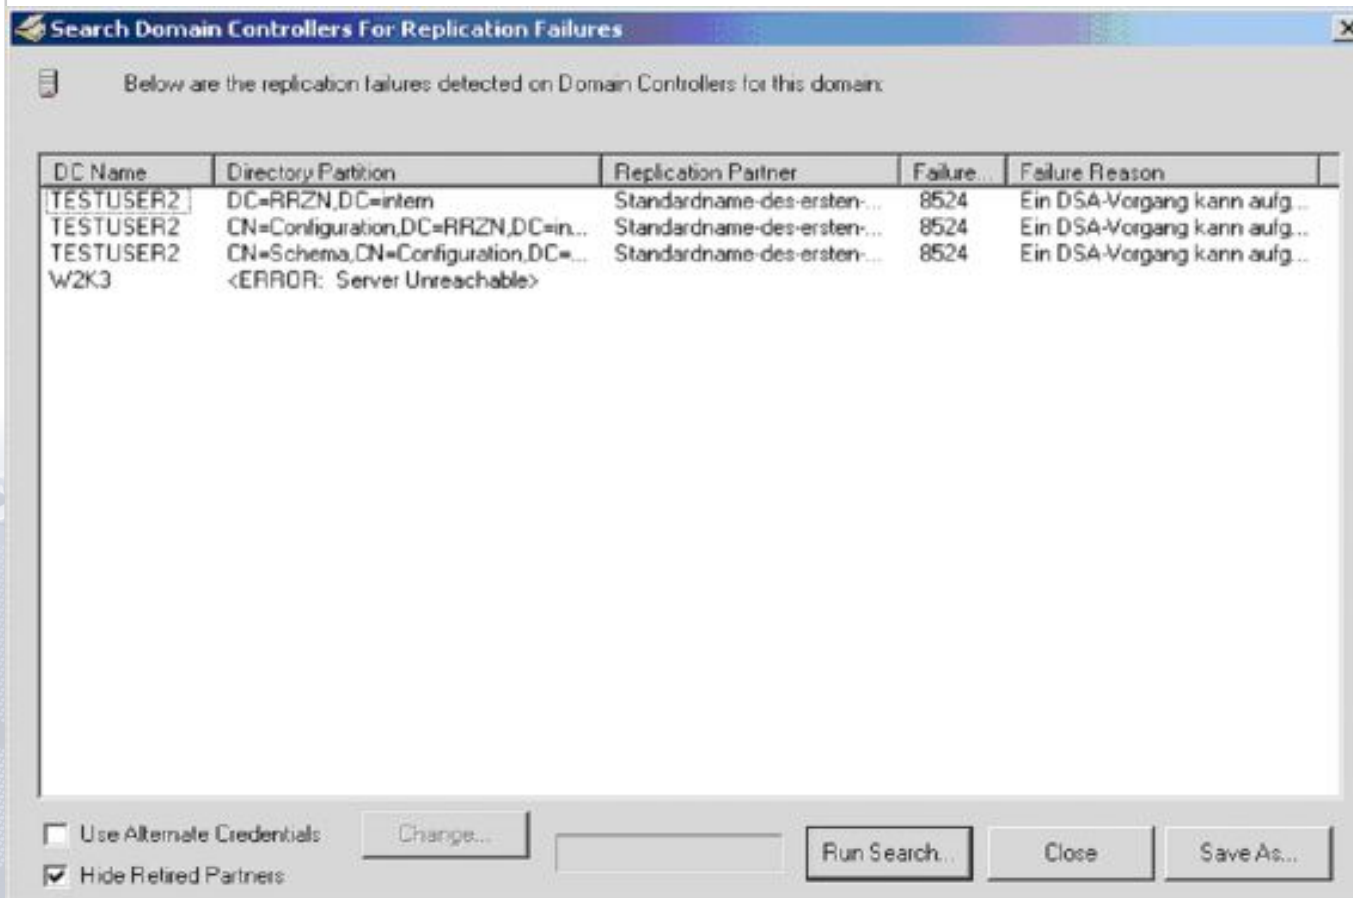 Search Domain Controllers For Replication Failures
Below are the replication failures detected on Domain Controllers for this domain:
DC Name Directory Partition Replication Partner Failure... Failure Reason
TESTUSER2 DC=RRZN,DC=intern Standardname-des-ersten-... 8524 Ein DSA-Vorgang kann aufg...
TESTUSER2 CN=Configuration,DC=RRZN,DC=in... Standardname-des-ersten-... 8524 Ein DSA-Vorgang kann aufg...
TESTUSER2 CN=Schema,CN=Configuration,DC=... Standardname-des-ersten-... 8524 Ein DSA-Vorgang kann aufg...
W2K3 <ERROR: Server Unreachable>
Use Alternate Credentials Change... Run Search... Close Save As...
Hide Retired Partners